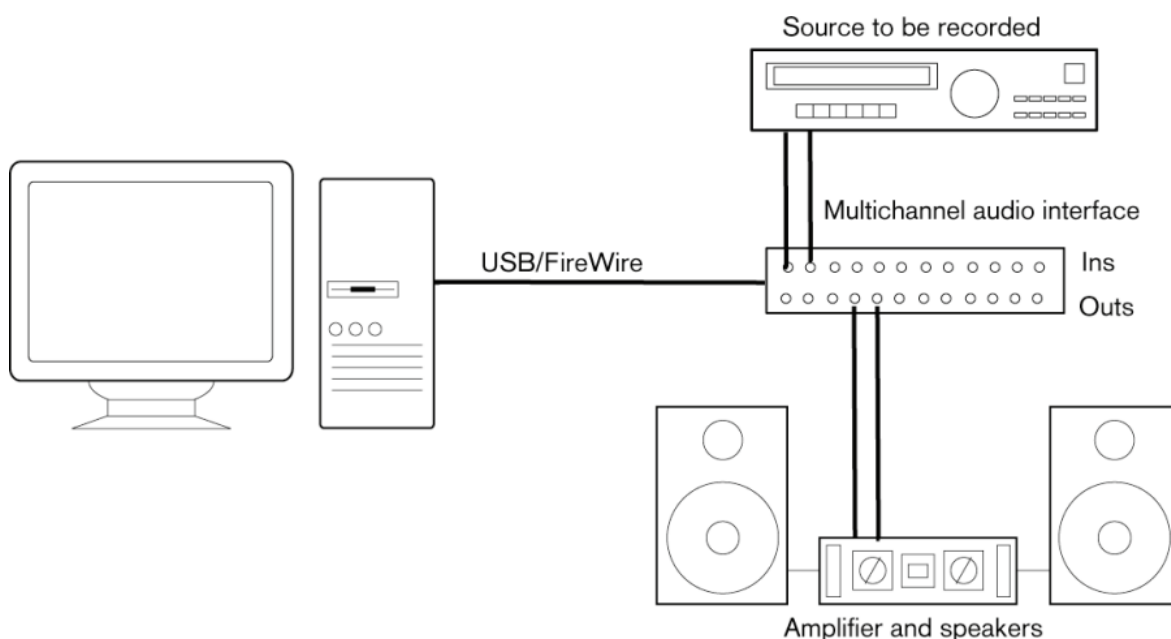 Source to be recorded
Multichannel audio interface
USB/FireWire
Ins
Outs
Amplifier and speakers